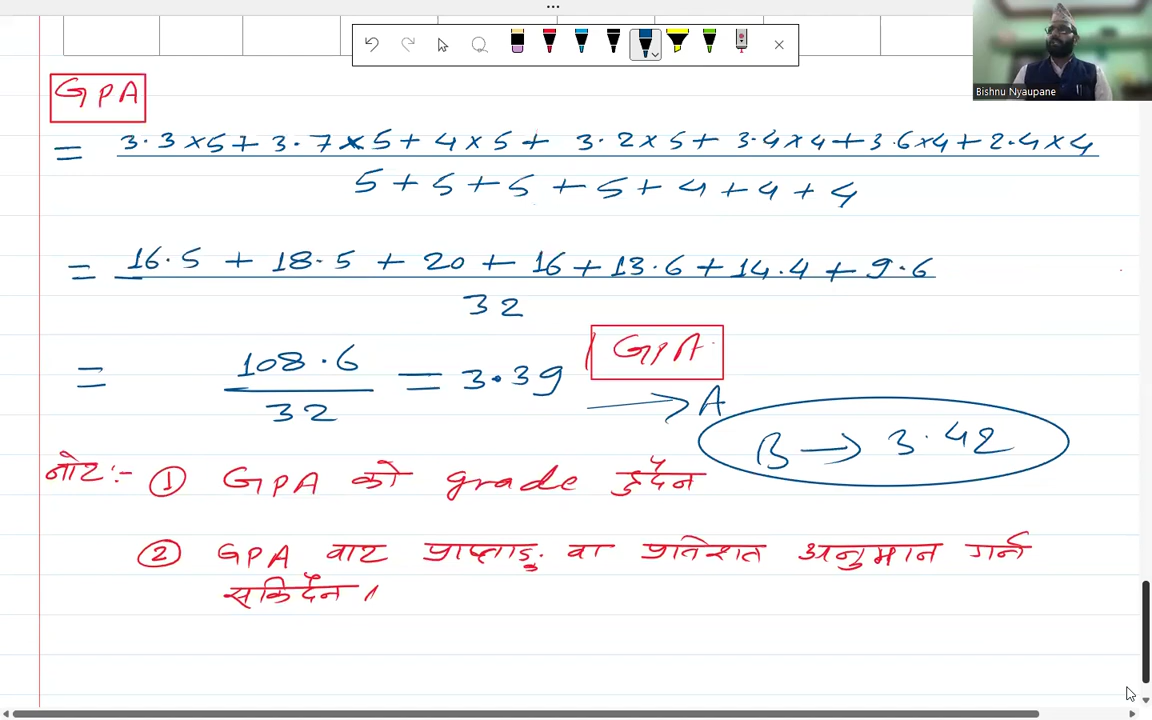 Bishnu Nyaupane
GPA
= 3.3×5+3.7×5+4×5+3.2×5+3.4×4+3.6×4+2.4×4
5+5+5+5+4+4+4
= 16.5+18.5+20+16+13.6+14.4+9.6
32
= 108.6 = 3.39
32
GPA
→ A
B → 3.42
नोट:- ① GPA को grade हुदैन
② GPA बाट प्राप्ताङ्क वा प्रतिशत अनुमान गर्न
सकिदैन।